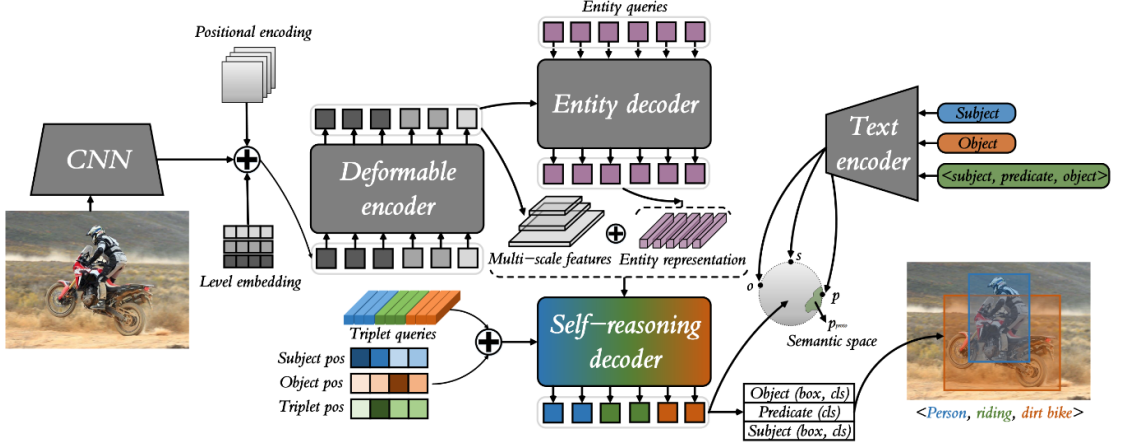 Positional encoding
CNN
Level embedding
Deformable
encoder
Entity queries
Entity decoder
Multi-scale features
Entity representation
Text
encoder
Subject
Object
<subject, predicate, object>
o
s
p
Semantic space
Triplet queries
Subject pos
Object pos
Triplet pos
Self-reasoning
decoder
Object (box, cls)
Predicate (cls)
Subject (box, cls)
<Person, riding, dirt bike>